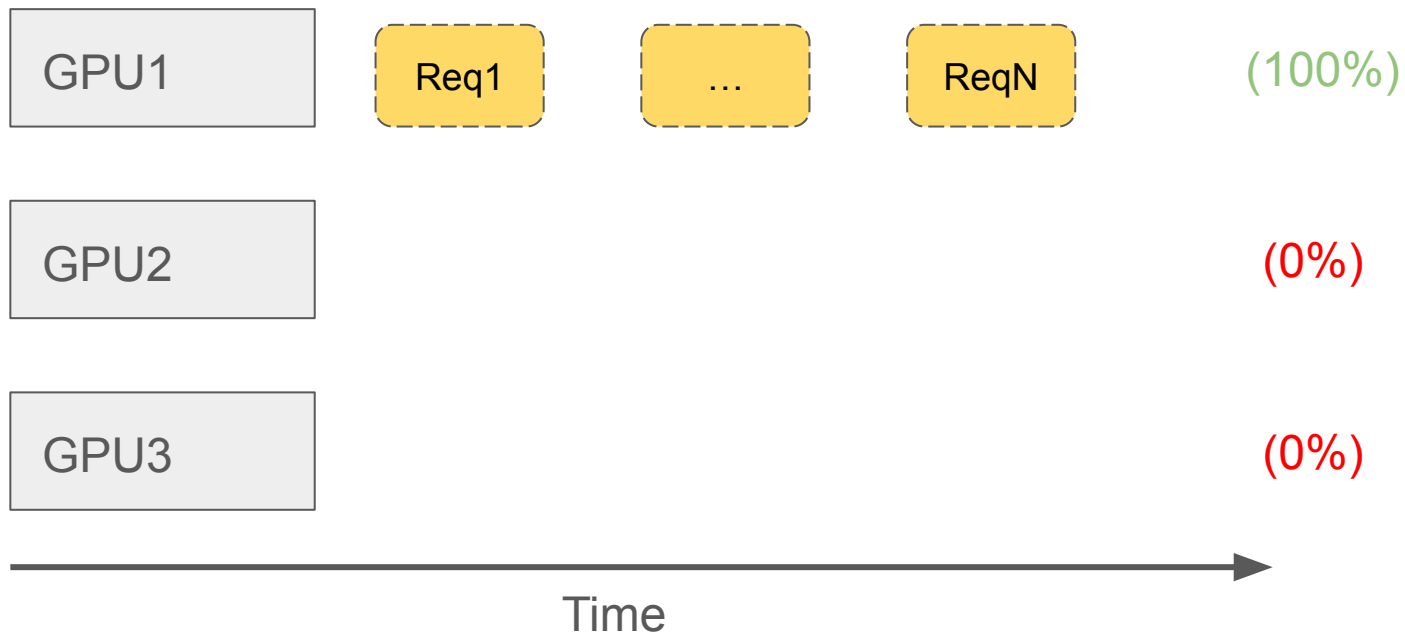 GPU1 Req1 … ReqN (100%)
GPU2 (0%)
GPU3 (0%)
Time